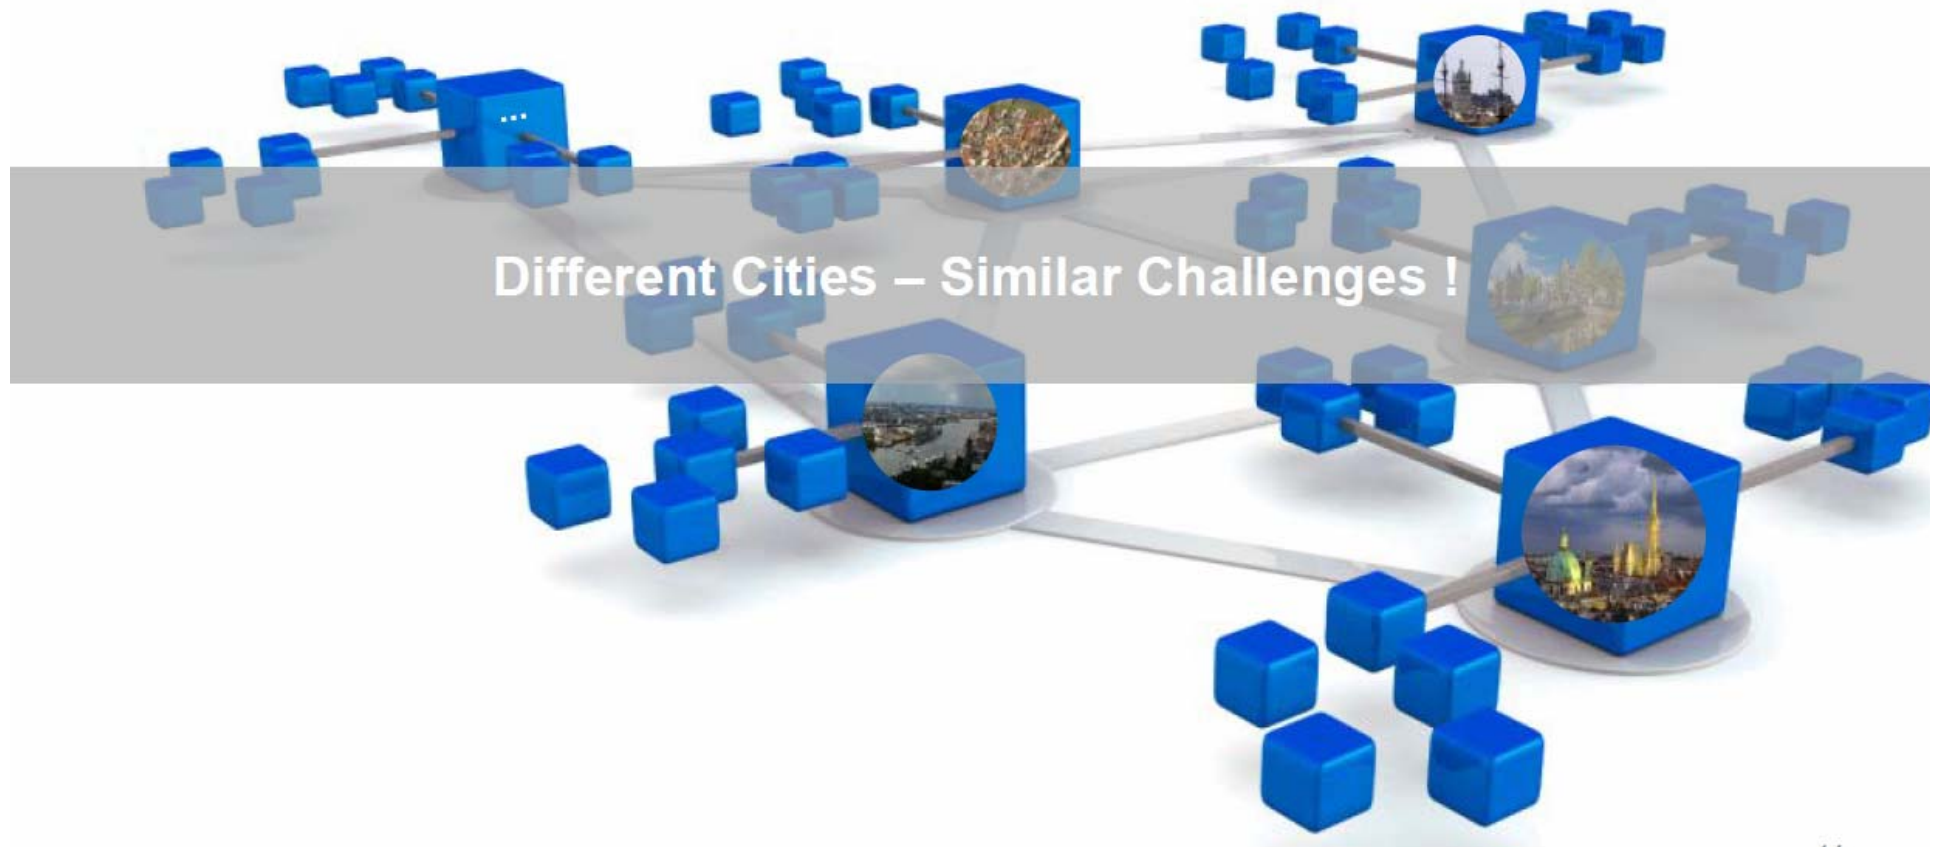 ...
Different Cities – Similar Challenges !